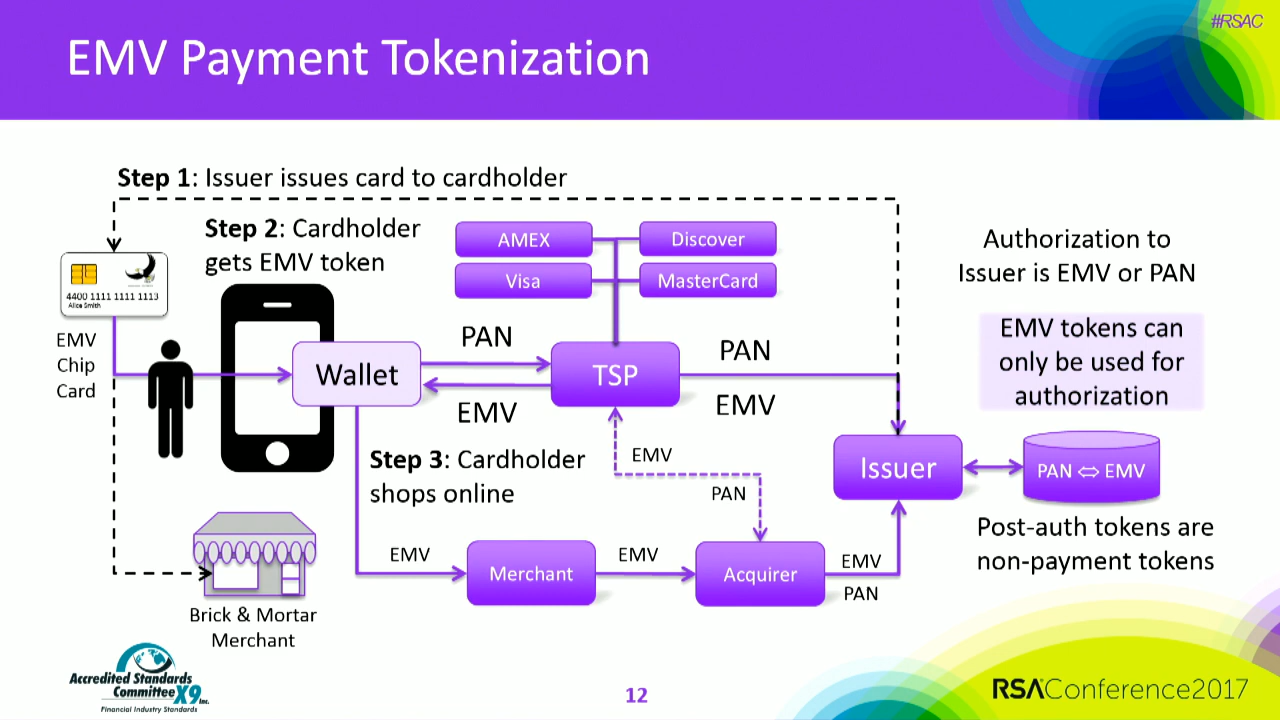 #RSAC
EMV Payment Tokenization
Step 1: Issuer issues card to cardholder
Step 2: Cardholder
gets EMV token
AMEX
Discover
Visa
MasterCard
Authorization to
Issuer is EMV or PAN
4400 1111 1111 1113
Alice Smith
EMV
Chip
Card
Wallet
PAN
EMV
TSP
PAN
EMV
EMV tokens can
only be used for
authorization
Step 3: Cardholder
shops online
EMV
PAN
Issuer
PAN ⇔ EMV
Post-auth tokens are
non-payment tokens
EMV
Merchant
EMV
Acquirer
EMV
PAN
Brick & Mortar
Merchant
Accredited Standards
Committee X9 Inc.
Financial Industry Standards
12
RSA Conference2017